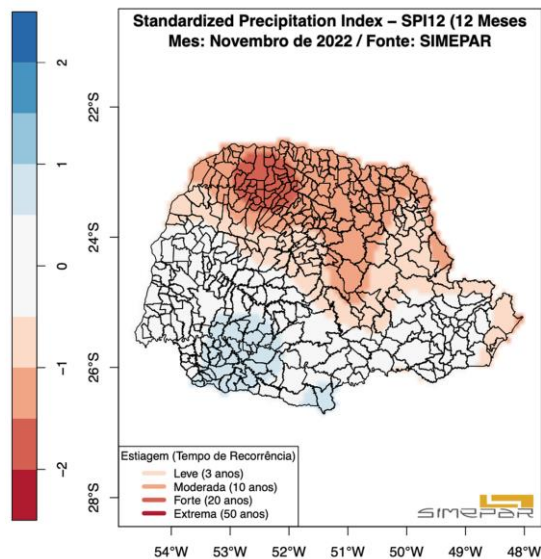 Standardized Precipitation Index – SPI12 (12 Meses
Mes: Novembro de 2022 / Fonte: SIMEPAR
2
1
0
-1
-2
22°S
24°S
26°S
28°S
Estiagem (Tempo de Recorrência)
Leve (3 anos)
Moderada (10 anos)
Forte (20 anos)
Extrema (50 anos)
SIMEPAR
54°W 53°W 52°W 51°W 50°W 49°W 48°W